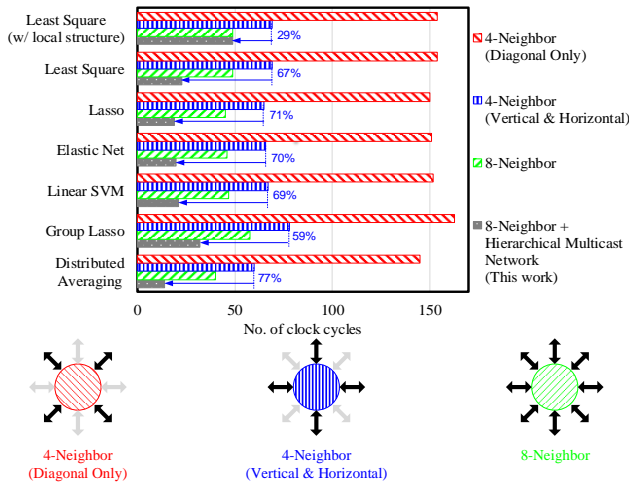 Least Square
(w/ local structure)
29%
Least Square
67%
Lasso
71%
Elastic Net
70%
Linear SVM
69%
Group Lasso
59%
Distributed
Averaging
77%
0 50 100 150
No. of clock cycles
4-Neighbor
(Diagonal Only)
4-Neighbor
(Vertical & Horizontal)
8-Neighbor
8-Neighbor +
Hierarchical Multicast
Network
(This work)
4-Neighbor
(Diagonal Only)
4-Neighbor
(Vertical & Horizontal)
8-Neighbor